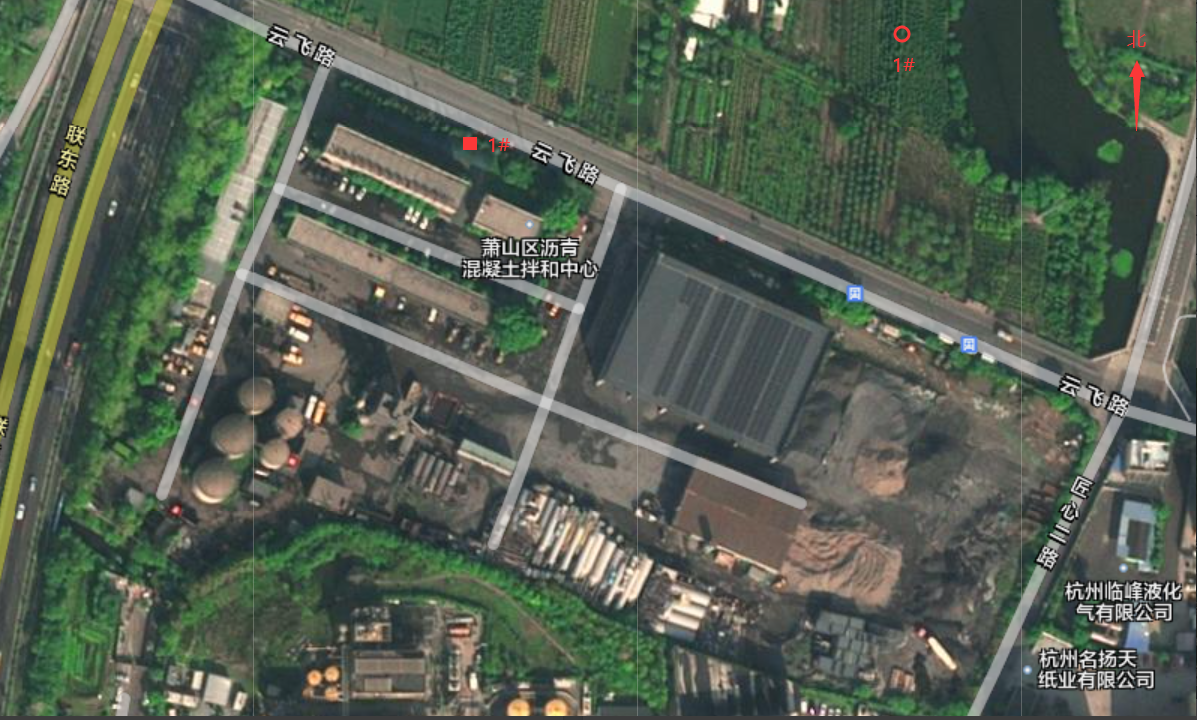 云飞路
1#
北
联东路
1#
云飞路
萧山区沥青
混凝土拌和中心
云飞路
联
匠心三路
杭州临峰液化
气有限公司
杭州名扬天
纸业有限公司